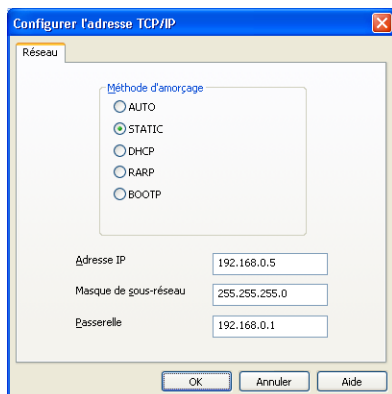 Configurer l'adresse TCP/IP
Réseau
Méthode d'amorçage
AUTO
STATIC
DHCP
RARP
BOOTP
Adresse IP 192.168.0.5
Masque de sous-réseau 255.255.255.0
Passerelle 192.168.0.1
OK Annuler Aide